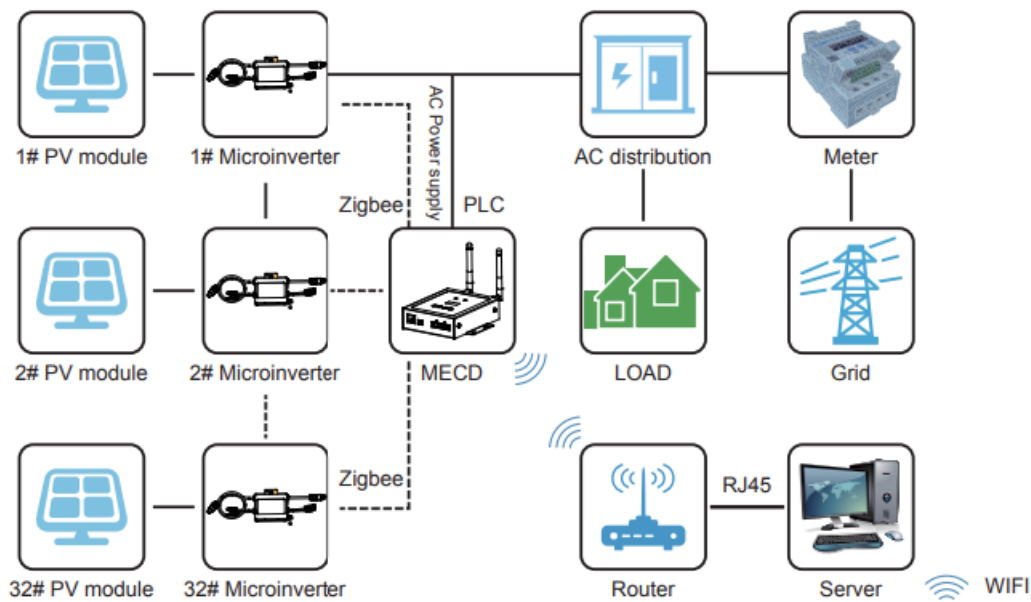 1# PV module
1# Microinverter
AC Power supply
AC distribution
Meter
Zigbee
PLC
2# PV module
2# Microinverter
MECD
LOAD
Grid
Zigbee
RJ45
32# PV module
32# Microinverter
Router
Server
WIFI